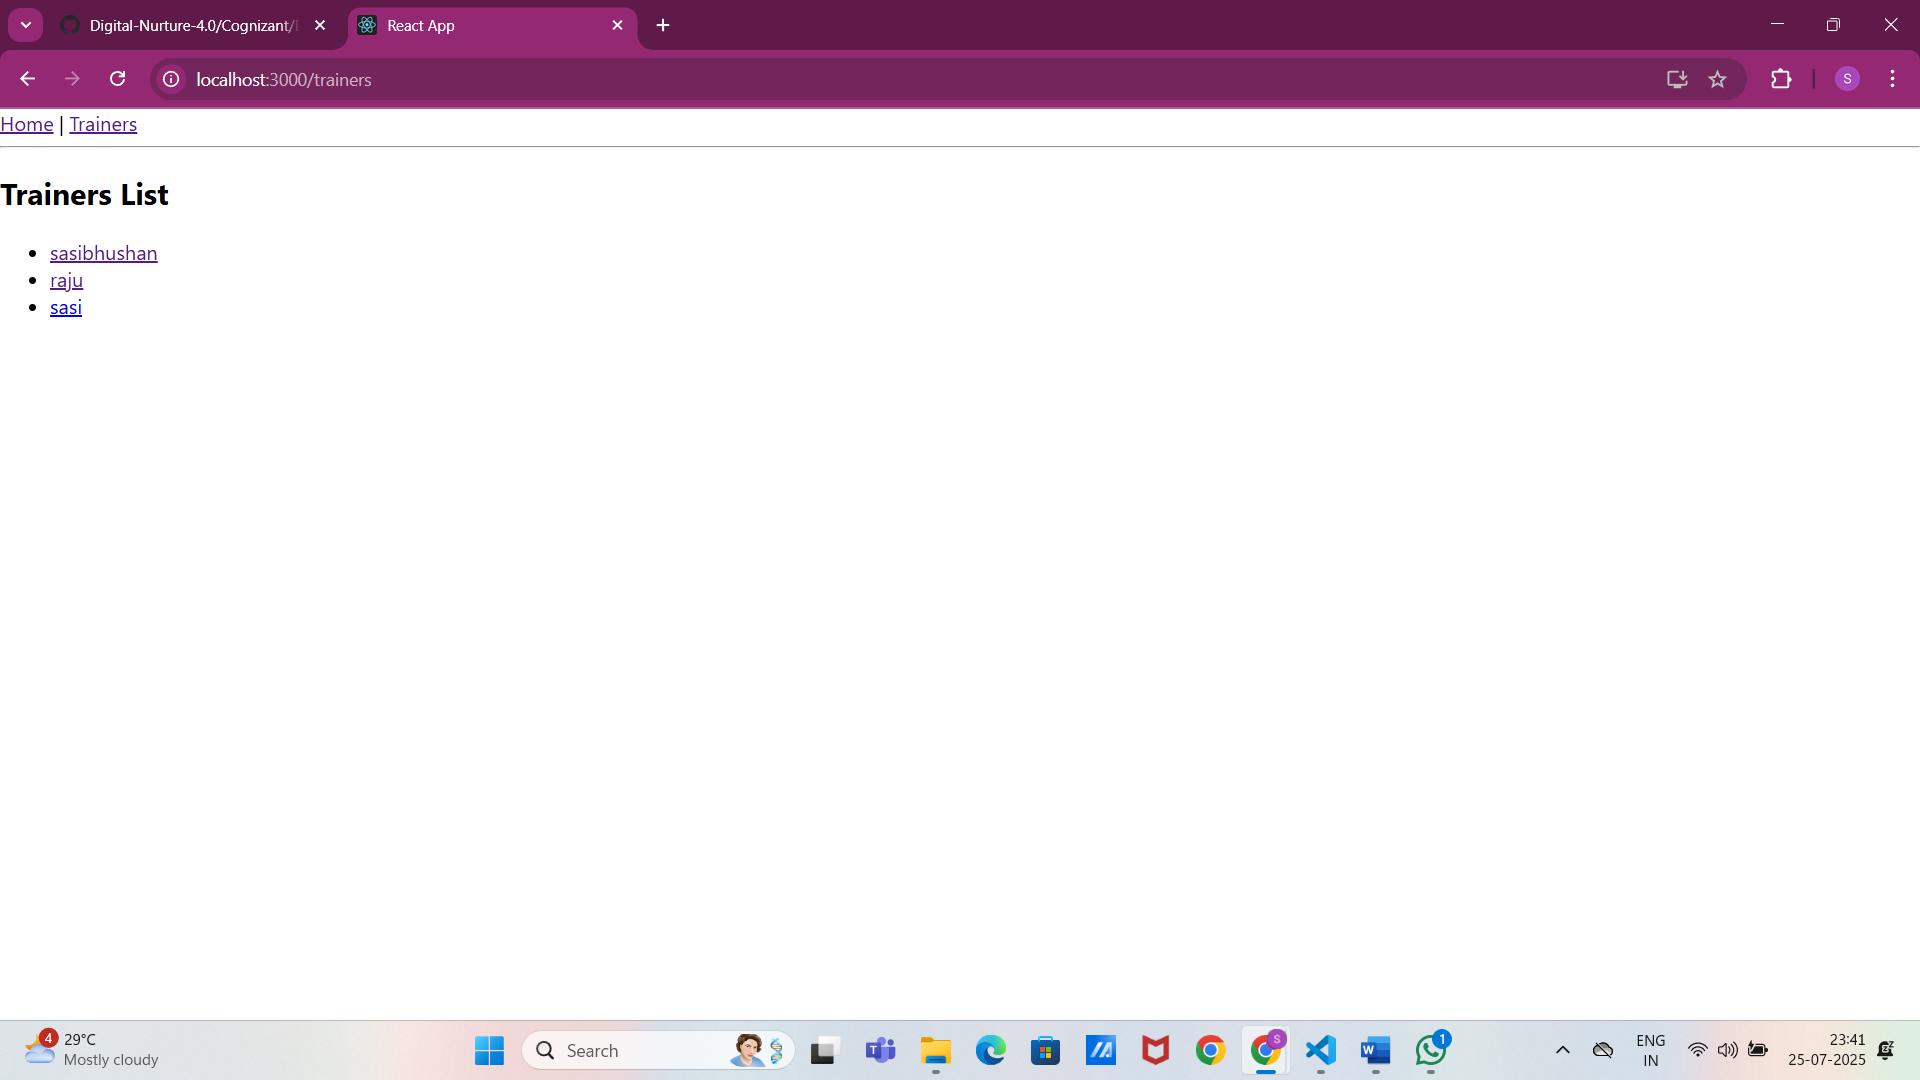 Digital-Nurture-4.0/Cognizant/
React App
localhost:3000/trainers
S
Home | Trainers
Trainers List
sasibhushan
raju
sasi
4
29°C
Mostly cloudy
Search
T
S
W
1
ENG
IN
23:41
25-07-2025